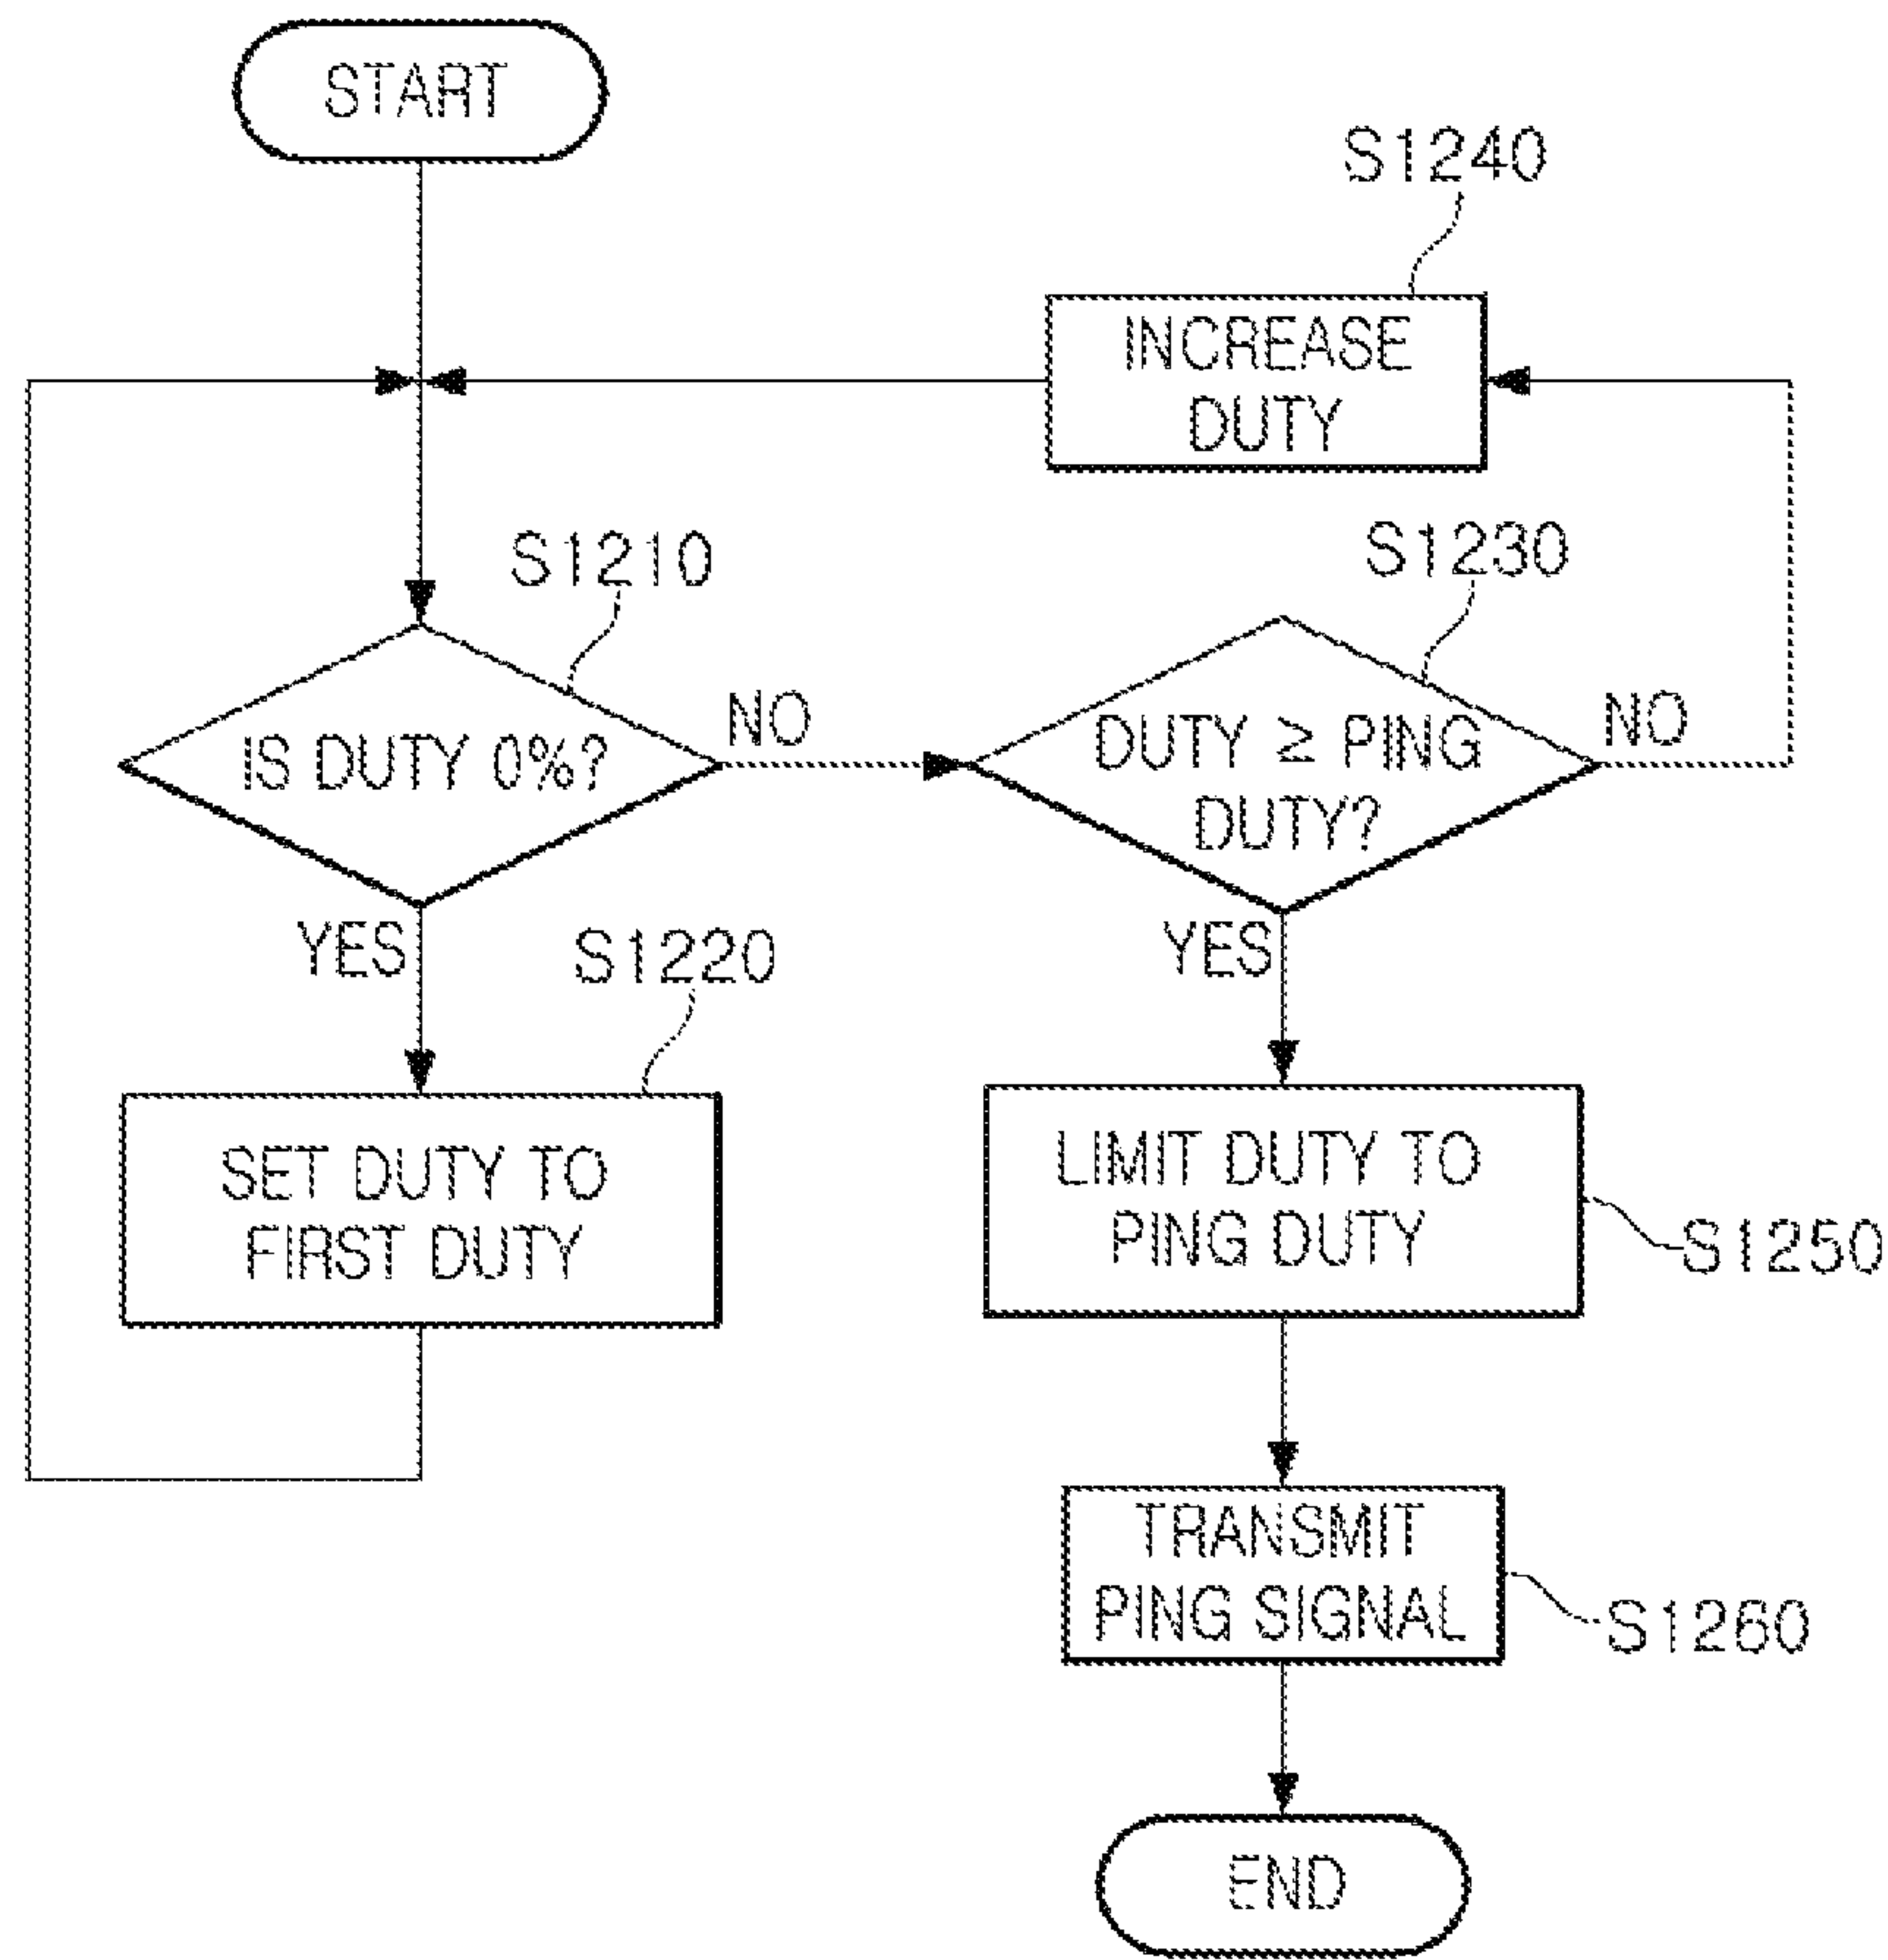 START
S1240
INCREASE
DUTY
S1210
S1230
IS DUTY 0%?
NO
DUTY ≥ PING
DUTY?
NO
YES
S1220
YES
SET DUTY TO
FIRST DUTY
LIMIT DUTY TO
PING DUTY
S1250
TRANSMIT
PING SIGNAL
S1260
END